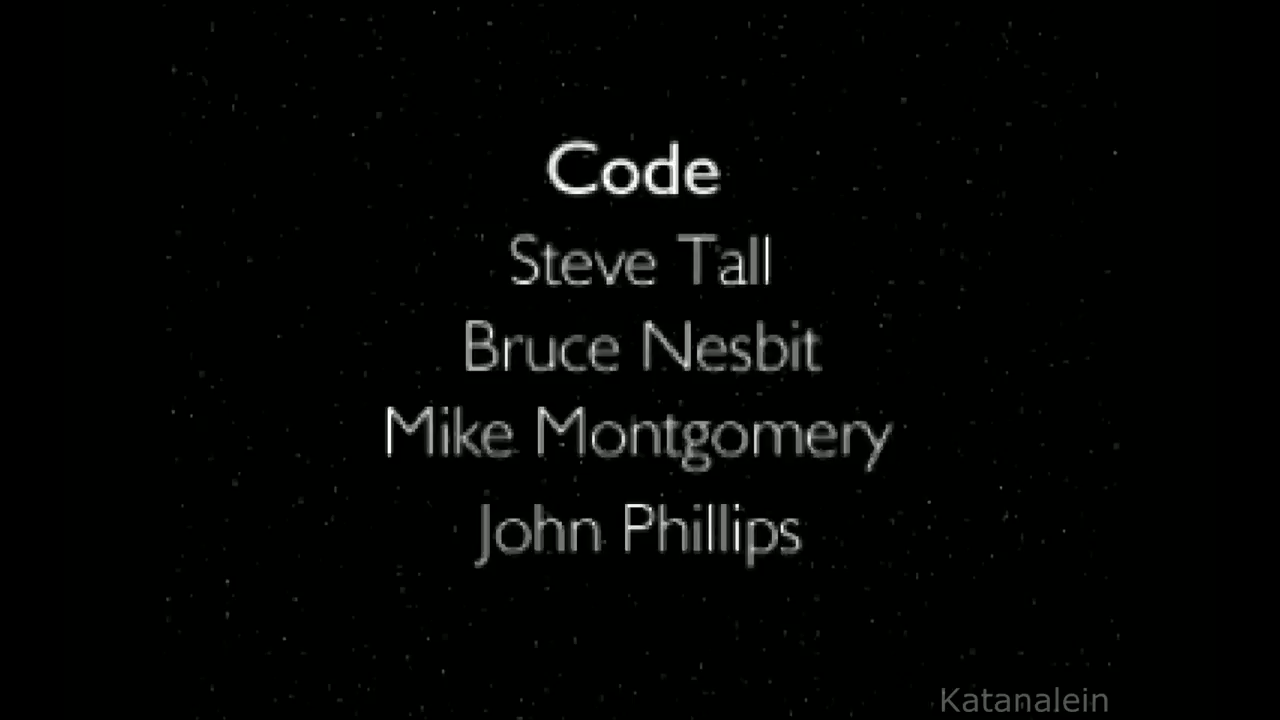 Code
Steve Tall
Bruce Nesbit
Mike Montgomery
John Phillips
Katanalein